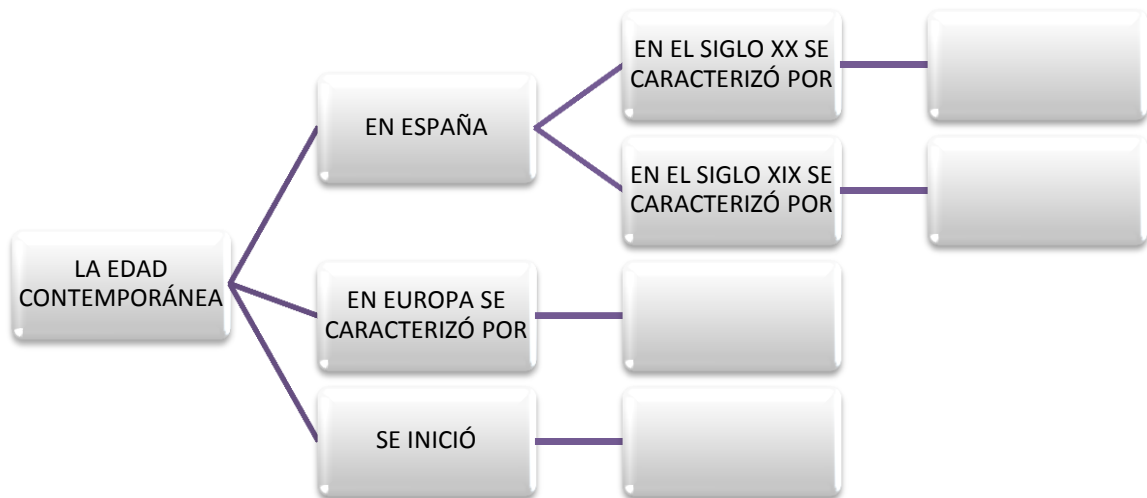 EN EL SIGLO XX SE
CARACTERIZÓ POR
EN ESPAÑA
EN EL SIGLO XIX SE
CARACTERIZÓ POR
LA EDAD
CONTEMPORÁNEA
EN EUROPA SE
CARACTERIZÓ POR
SE INICIÓ